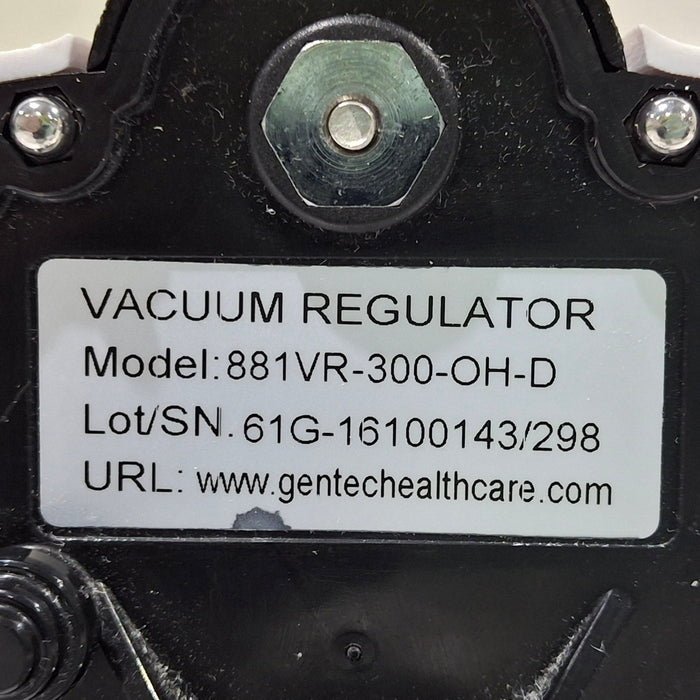 VACUUM REGULATOR
Model:881VR-300-OH-D
Lot/SN. 61G-16100143/298
URL: www.gentechealthcare.com